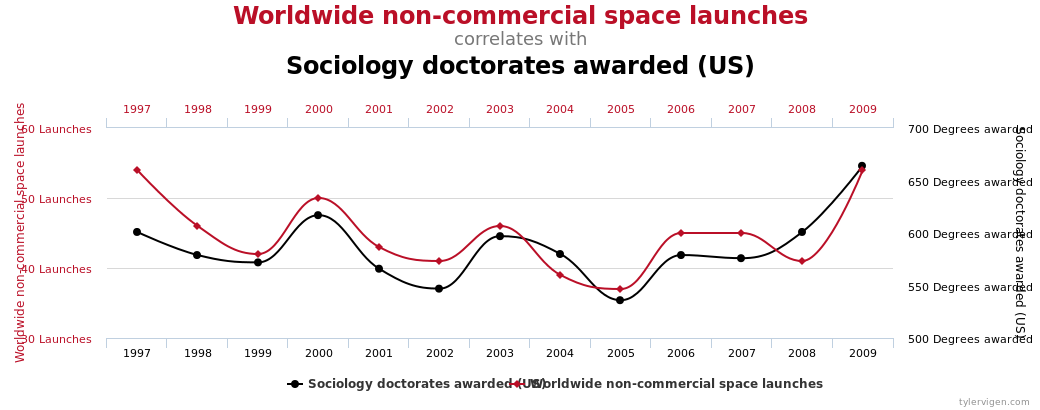 Worldwide non-commercial space launches
correlates with
Sociology doctorates awarded (US)
1997 1998 1999 2000 2001 2002 2003 2004 2005 2006 2007 2008 2009
Worldwide non-commercial space launches
60 Launches
50 Launches
40 Launches
30 Launches
700 Degrees awarded
650 Degrees awarded
600 Degrees awarded
550 Degrees awarded
500 Degrees awarded
Sociology doctorates awarded (US)
1997 1998 1999 2000 2001 2002 2003 2004 2005 2006 2007 2008 2009
Sociology doctorates awarded (US) Worldwide non-commercial space launches
tylervigen.com